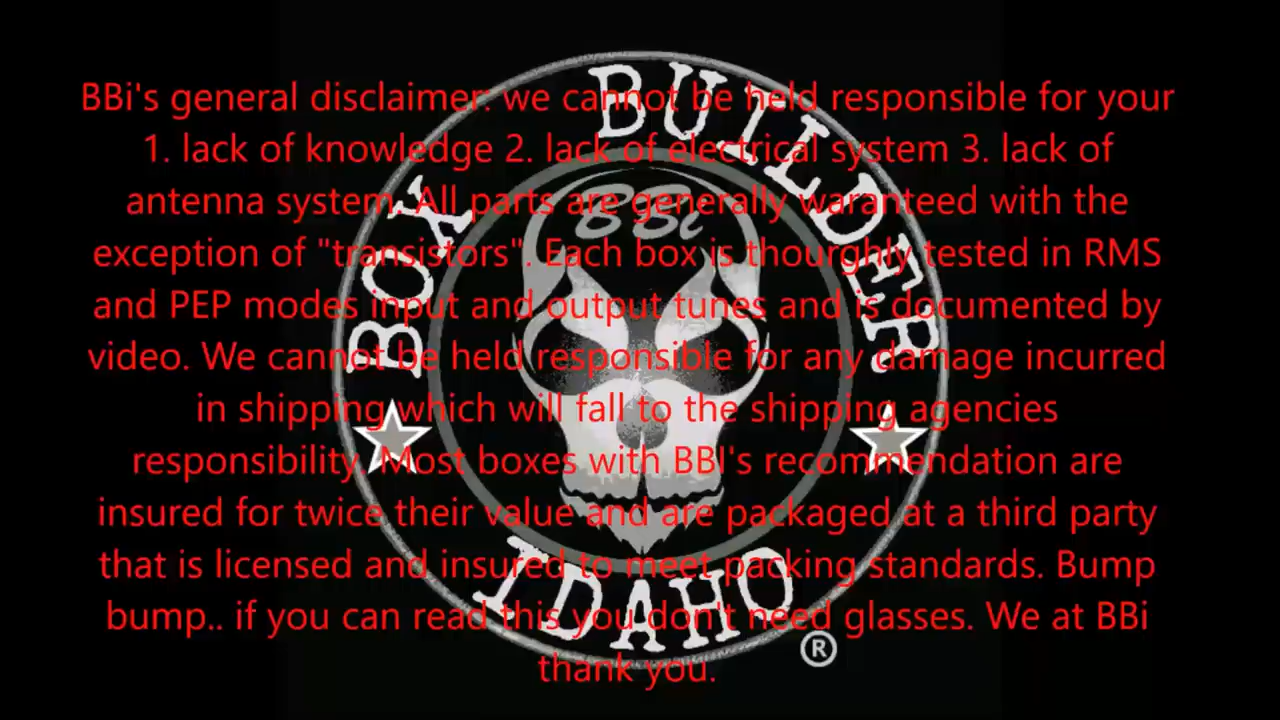 BBi's general disclaimer: we cannot be held responsible for your
1. lack of knowledge 2. lack of electrical system 3. lack of
antenna system. All parts are generally waranteed with the
exception of "transistors". Each box is thourghly tested in RMS
and PEP modes input and output tunes and is documented by
video. We cannot be held responsible for any damage incurred
in shipping which will fall to the shipping agencies
responsibility. Most boxes with BBI's recommendation are
insured for twice their value and are packaged at a third party
that is licensed and insured to meet packing standards. Bump
bump.. if you can read this you don't need glasses. We at BBi
thank you.
BOX BUILDER
BBi
IDAHO
®